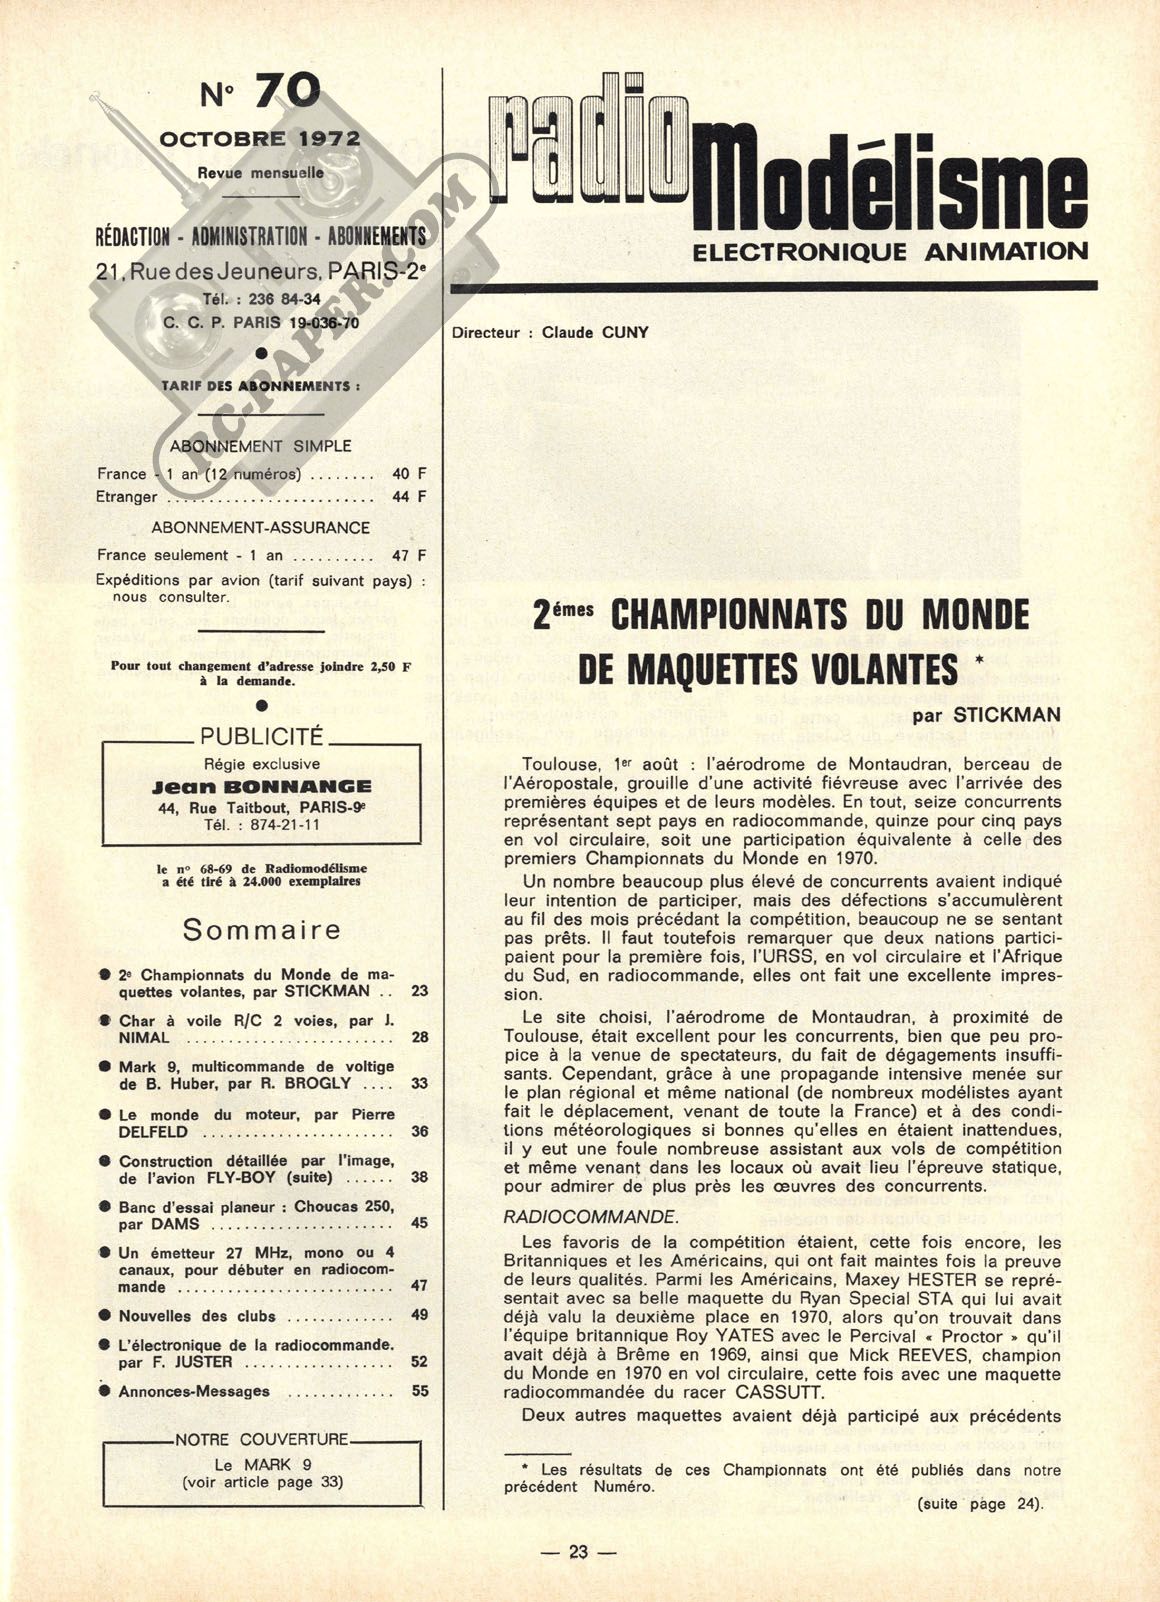 N° 70
OCTOBRE 1972
Revue mensuelle
RÉDACTION - ADMINISTRATION - ABONNEMENTS
21, Rue des Jeuneurs, PARIS-2e
Tél. : 236 84-34
C. C. P. PARIS 19-036-70
TARIF DES ABONNEMENTS :
ABONNEMENT SIMPLE
France - 1 an (12 numéros) ........ 40 F
Etranger ........................ 44 F
ABONNEMENT-ASSURANCE
France seulement - 1 an .......... 47 F
Expéditions par avion (tarif suivant pays) :
nous consulter.
Pour tout changement d'adresse joindre 2,50 F
à la demande.
PUBLICITÉ
Régie exclusive
Jean BONNANGE
44, Rue Taitbout, PARIS-9e
Tél. : 874-21-11
le n° 68-69 de Radiomodélisme
a été tiré à 24.000 exemplaires
Sommaire
● 2e Championnats du Monde de ma-
quettes volantes, par STICKMAN .. 23
● Char à voile R/C 2 voies, par J.
NIMAL ........................ 28
● Mark 9, multicommande de voltige
de B. Huber, par R. BROGLY .... 33
● Le monde du moteur, par Pierre
DELFELD ...................... 36
● Construction détaillée par l'image,
de l'avion FLY-BOY (suite) ...... 38
● Banc d'essai planeur : Choucas 250,
par DAMS ..................... 45
● Un émetteur 27 MHz, mono ou 4
canaux, pour débuter en radiocom-
mande ......................... 47
● Nouvelles des clubs ............. 49
● L'électronique de la radiocommande.
par F. JUSTER ................. 52
● Annonces-Messages ............. 55
NOTRE COUVERTURE
Le MARK 9
(voir article page 33)
RC-PAPER.COM
radio
Modélisme
ELECTRONIQUE ANIMATION
Directeur : Claude CUNY
2émes CHAMPIONNATS DU MONDE
DE MAQUETTES VOLANTES *
par STICKMAN
Toulouse, 1er août : l'aérodrome de Montaudran, berceau de
l'Aéropostale, grouille d'une activité fiévreuse avec l'arrivée des
premières équipes et de leurs modèles. En tout, seize concurrents
représentant sept pays en radiocommande, quinze pour cinq pays
en vol circulaire, soit une participation équivalente à celle des
premiers Championnats du Monde en 1970.
Un nombre beaucoup plus élevé de concurrents avaient indiqué
leur intention de participer, mais des défections s'accumulèrent
au fil des mois précédant la compétition, beaucoup ne se sentant
pas prêts. Il faut toutefois remarquer que deux nations partici-
paient pour la première fois, l'URSS, en vol circulaire et l'Afrique
du Sud, en radiocommande, elles ont fait une excellente impres-
sion.
Le site choisi, l'aérodrome de Montaudran, à proximité de
Toulouse, était excellent pour les concurrents, bien que peu pro-
pice à la venue de spectateurs, du fait de dégagements insuffi-
sants. Cependant, grâce à une propagande intensive menée sur
le plan régional et même national (de nombreux modélistes ayant
fait le déplacement, venant de toute la France) et à des condi-
tions météorologiques si bonnes qu'elles en étaient inattendues,
il y eut une foule nombreuse assistant aux vols de compétition
et même venant dans les locaux où avait lieu l'épreuve statique,
pour admirer de plus près les œuvres des concurrents.
RADIOCOMMANDE.
Les favoris de la compétition étaient, cette fois encore, les
Britanniques et les Américains, qui ont fait maintes fois la preuve
de leurs qualités. Parmi les Américains, Maxey HESTER se repré-
sentait avec sa belle maquette du Ryan Special STA qui lui avait
déjà valu la deuxième place en 1970, alors qu'on trouvait dans
l'équipe britannique Roy YATES avec le Percival « Proctor » qu'il
avait déjà à Brême en 1969, ainsi que Mick REEVES, champion
du Monde en 1970 en vol circulaire, cette fois avec une maquette
radiocommandée du racer CASSUTT.
Deux autres maquettes avaient déjà participé aux précédents
* Les résultats de ces Championnats ont été publiés dans notre
précédent Numéro.
(suite page 24).
— 23 —